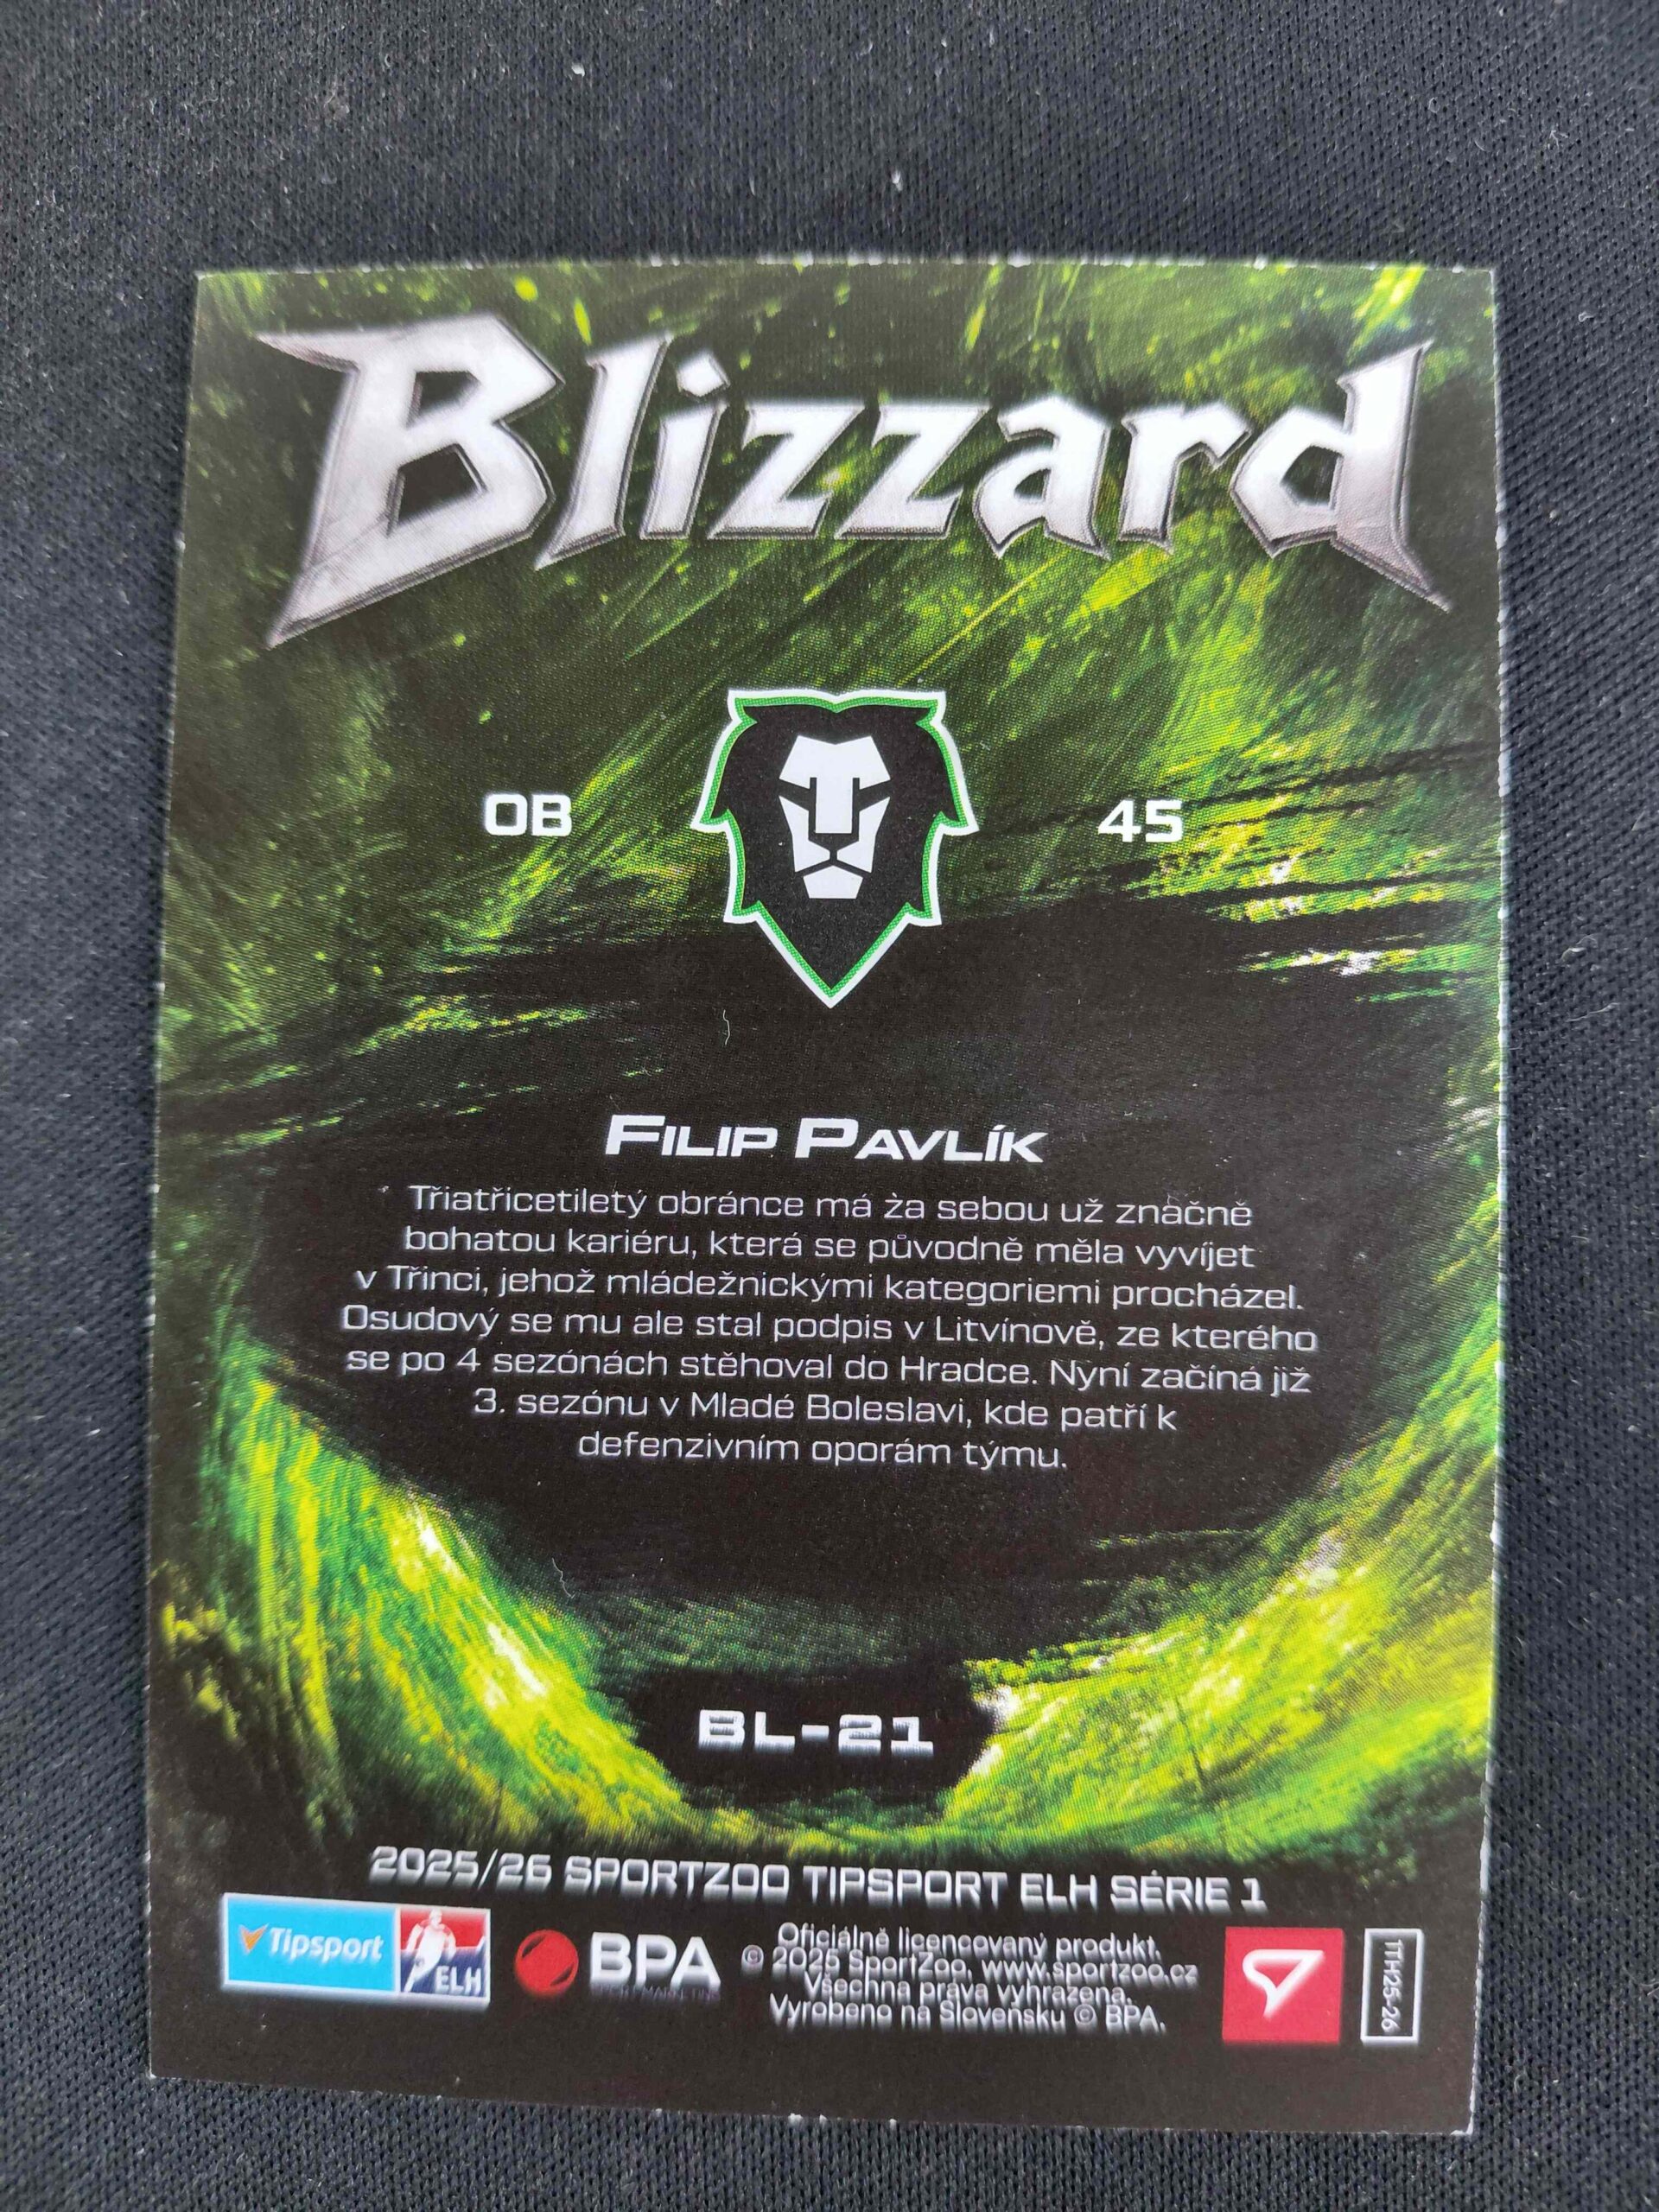 Blizzard
OB 45
FILIP PAVLÍK
Třiatřicetiletý obránce má za sebou už značně
bohatou kariéru, která se původně měla vyvíjet
v Třinci, jehož mládežnickými kategoriemi procházel.
Osudový se mu ale stal podpis v Litvínově, ze kterého
se po 4 sezónách stěhoval do Hradce. Nyní začíná již
3. sezónu v Mladé Boleslavi, kde patří k
defenzivním oporám týmu.
BL-21
2025/26 SPORTZOO TIPSPORT ELH SÉRIE 1
Tipsport ELH
BPA
Oficiálně licencovaný produkt.
© 2025 SportZoo, www.sportzoo.cz
Všechna práva vyhrazena.
Vyrobeno na Slovensku © BPA.
1TH25-26